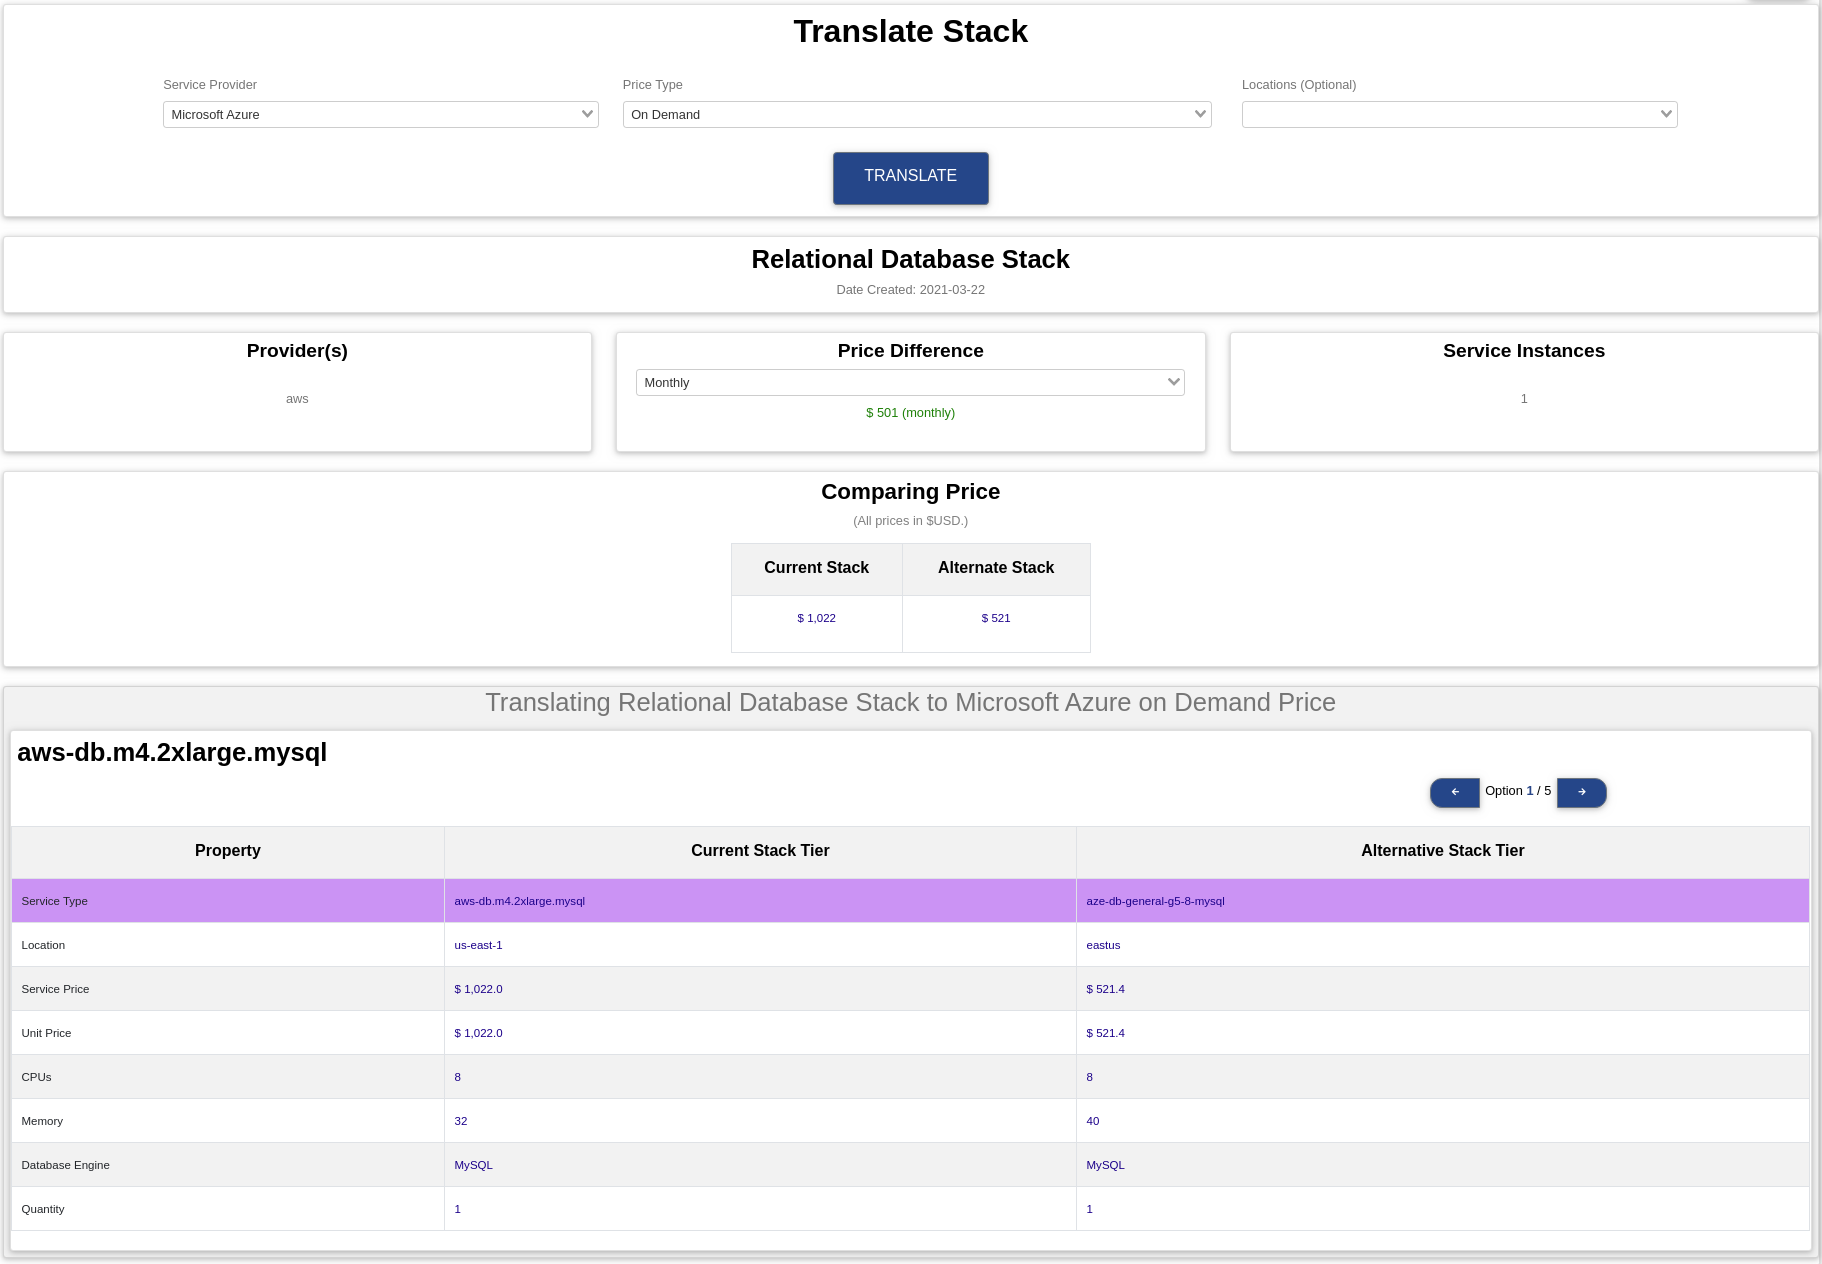 Translate Stack
Service Provider Price Type Locations (Optional)
Microsoft Azure On Demand
TRANSLATE
Relational Database Stack
Date Created: 2021-03-22
Provider(s) Price Difference Service Instances
Monthly
aws 1
$ 501 (monthly)
Comparing Price
(All prices in $USD.)
Current Stack Alternate Stack
$ 1,022 $ 521
Translating Relational Database Stack to Microsoft Azure on Demand Price
aws-db.m4.2xlarge.mysql
Option 1 / 5
Property Current Stack Tier Alternative Stack Tier
Service Type aws-db.m4.2xlarge.mysql aze-db-general-g5-8-mysql
Location us-east-1 eastus
Service Price $ 1,022.0 $ 521.4
Unit Price $ 1,022.0 $ 521.4
CPUs 8 8
Memory 32 40
Database Engine MySQL MySQL
Quantity 1 1